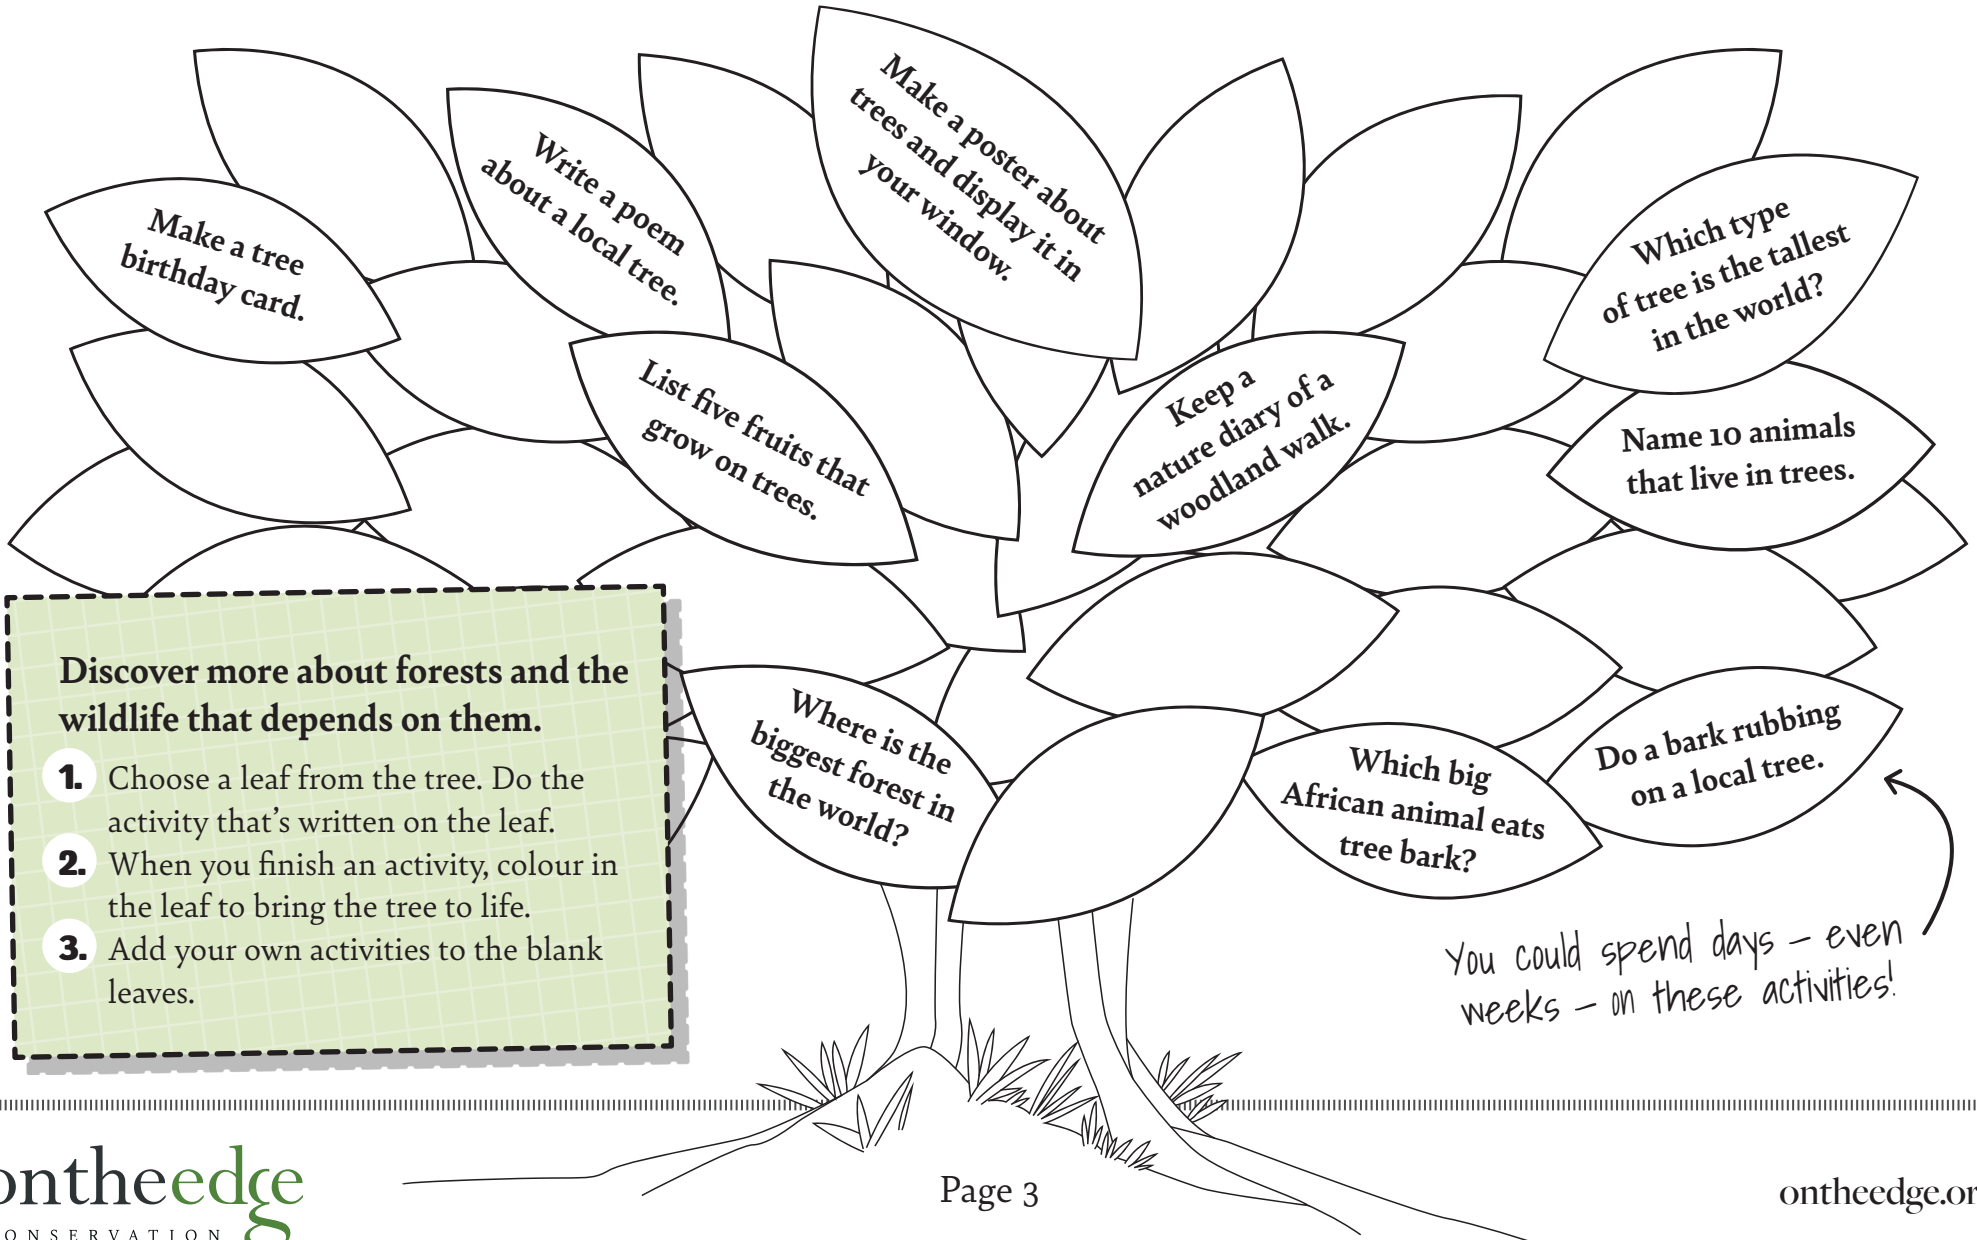 Make a poster about
trees and display it in
your window.
Write a poem
about a local tree.
Make a tree
birthday card.
Which type
of tree is the tallest
in the world?
List five fruits that
grow on trees.
Keep a
nature diary of a
woodland walk.
Name 10 animals
that live in trees.
Where is the
biggest forest in
the world?
Which big
African animal eats
tree bark?
Do a bark rubbing
on a local tree.
Discover more about forests and the
wildlife that depends on them.
1. Choose a leaf from the tree. Do the
activity that's written on the leaf.
2. When you finish an activity, colour in
the leaf to bring the tree to life.
3. Add your own activities to the blank
leaves.
You could spend days – even
weeks – on these activities!
ontheedge
ONSERVATION
Page 3
ontheedge.or